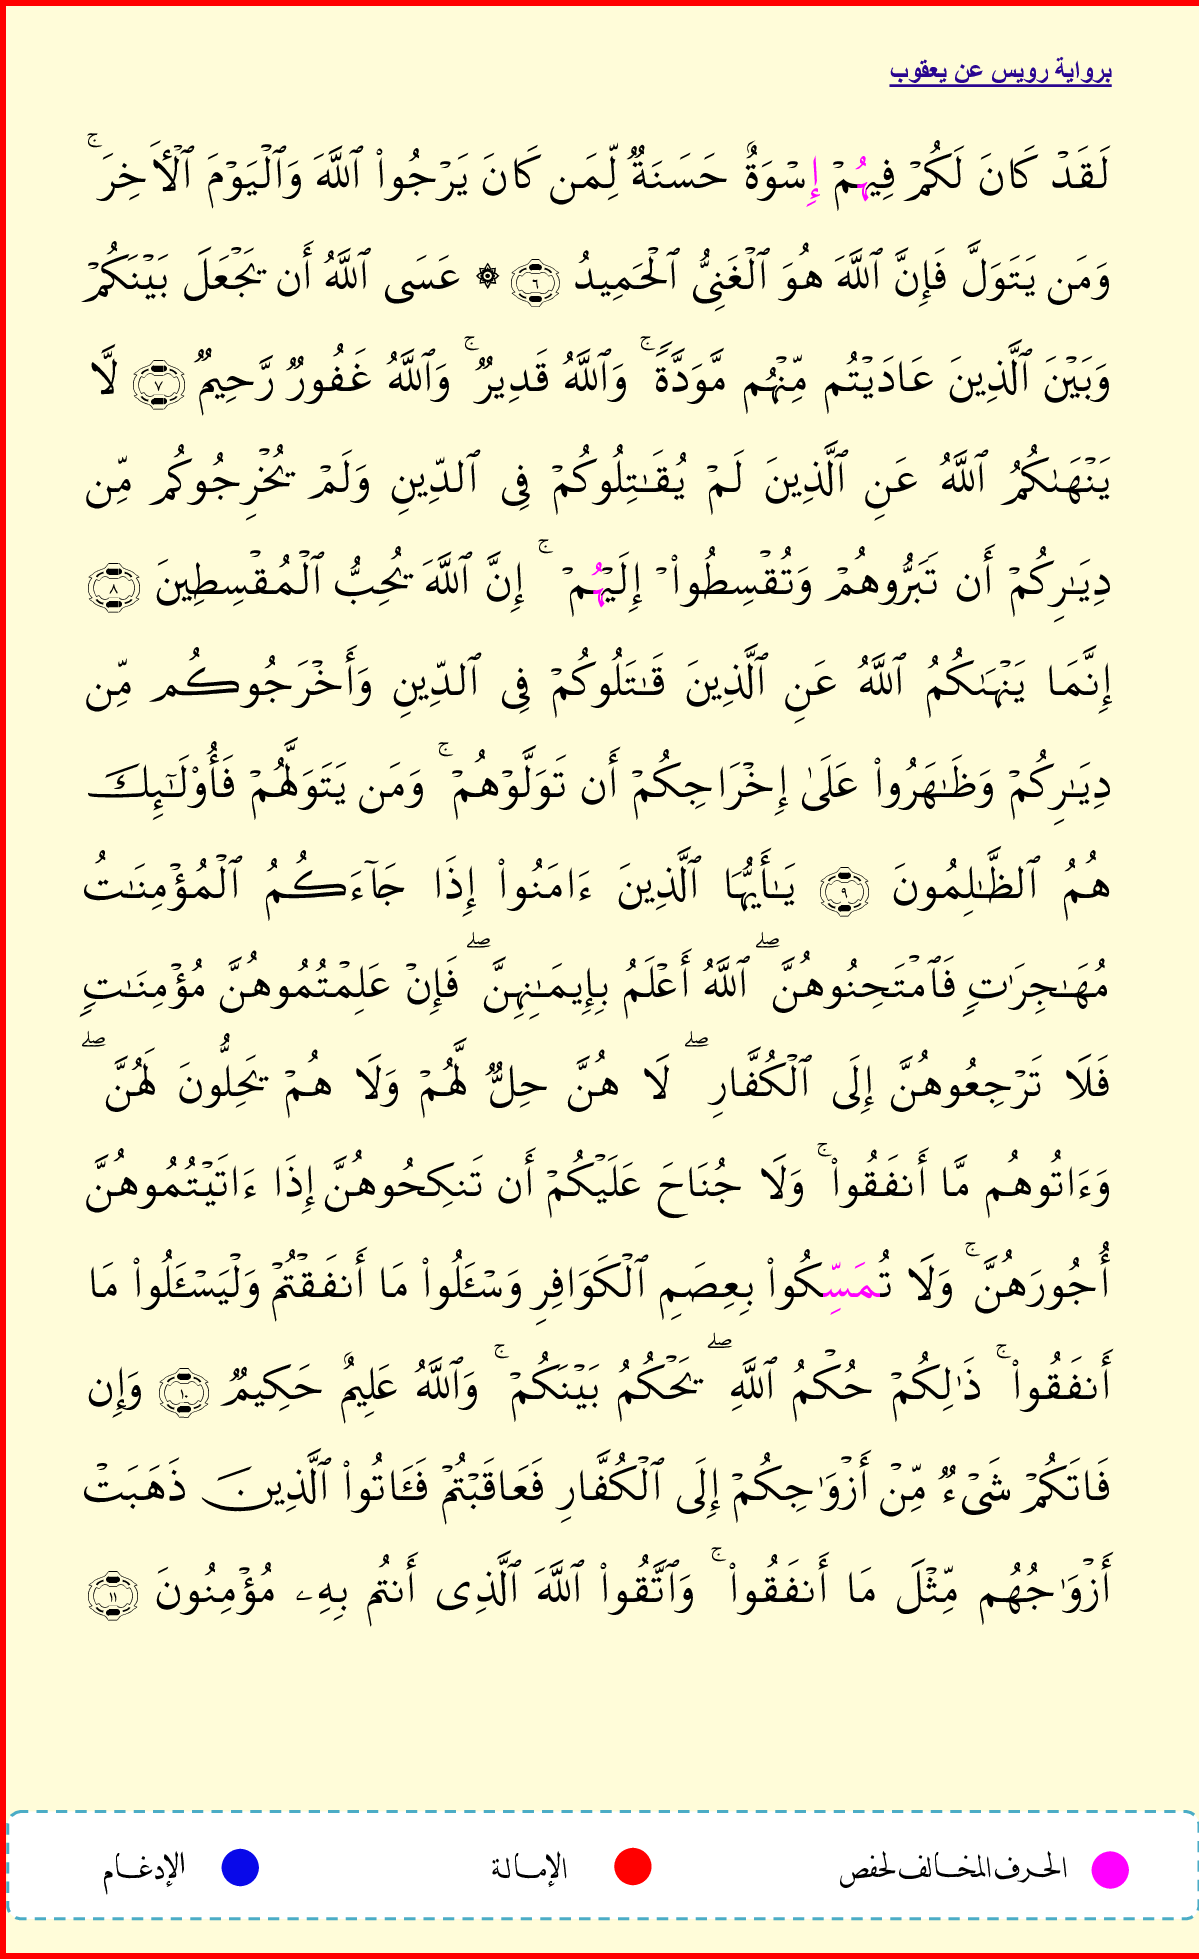 برواية رويس عن يعقوب
لَقَدْ كَانَ لَكُمْ فِيهُمْ إِسْوَةٌ حَسَنَةٌ لِّمَن كَانَ يَرْجُوا۟ ٱللَّهَ وَٱلْيَوْمَ ٱلْأَخِرَ ۚ
وَمَن يَتَوَلَّ فَإِنَّ ٱللَّهَ هُوَ ٱلْغَنِىُّ ٱلْحَمِيدُ ٦ ۞ عَسَى ٱللَّهُ أَن يَجْعَلَ بَيْنَكُمْ
وَبَيْنَ ٱلَّذِينَ عَادَيْتُم مِّنْهُم مَّوَدَّةً ۚ وَٱللَّهُ قَدِيرٌ ۚ وَٱللَّهُ غَفُورٌ رَّحِيمٌ ٧ لَّا
يَنْهَىٰكُمُ ٱللَّهُ عَنِ ٱلَّذِينَ لَمْ يُقَـٰتِلُوكُمْ فِى ٱلدِّينِ وَلَمْ يُخْرِجُوكُم مِّن
دِيَـٰرِكُمْ أَن تَبَرُّوهُمْ وَتُقْسِطُوا۟ إِلَيْهُمْ ۚ إِنَّ ٱللَّهَ يُحِبُّ ٱلْمُقْسِطِينَ ٨
إِنَّمَا يَنْهَىٰكُمُ ٱللَّهُ عَنِ ٱلَّذِينَ قَـٰتَلُوكُمْ فِى ٱلدِّينِ وَأَخْرَجُوكُم مِّن
دِيَـٰرِكُمْ وَظَـٰهَرُوا۟ عَلَىٰ إِخْرَاجِكُمْ أَن تَوَلَّوْهُمْ ۚ وَمَن يَتَوَلَّهُمْ فَأُو۟لَـٰٓئِكَ
هُمُ ٱلظَّـٰلِمُونَ ٩ يَـٰأَيُّهَا ٱلَّذِينَ ءَامَنُوا۟ إِذَا جَآءَكُمُ ٱلْمُؤْمِنَـٰتُ
مُهَـٰجِرَٰتٍ فَٱمْتَحِنُوهُنَّ ۖ ٱللَّهُ أَعْلَمُ بِإِيمَـٰنِهِنَّ ۖ فَإِنْ عَلِمْتُمُوهُنَّ مُؤْمِنَـٰتٍ
فَلَا تَرْجِعُوهُنَّ إِلَى ٱلْكُفَّارِ ۖ لَا هُنَّ حِلٌّ لَّهُمْ وَلَا هُمْ يَحِلُّونَ لَهُنَّ ۖ
وَءَاتُوهُم مَّا أَنفَقُوا۟ ۚ وَلَا جُنَاحَ عَلَيْكُمْ أَن تَنكِحُوهُنَّ إِذَا ءَاتَيْتُمُوهُنَّ
أُجُورَهُنَّ ۚ وَلَا تُمَسِّكُوا۟ بِعِصَمِ ٱلْكَوَافِرِ وَسْـَٔلُوا۟ مَا أَنفَقْتُمْ وَلْيَسْـَٔلُوا۟ مَا
أَنفَقُوا۟ ۚ ذَٰلِكُمْ حُكْمُ ٱللَّهِ ۖ يَحْكُمُ بَيْنَكُمْ ۚ وَٱللَّهُ عَلِيمٌ حَكِيمٌ ١٠ وَإِن
فَاتَكُمْ شَىْءٌ مِّنْ أَزْوَٰجِكُمْ إِلَى ٱلْكُفَّارِ فَعَاقَبْتُمْ فَـَٔاتُوا۟ ٱلَّذِينَ ذَهَبَتْ
أَزْوَٰجُهُم مِّثْلَ مَا أَنفَقُوا۟ ۚ وَٱتَّقُوا۟ ٱللَّهَ ٱلَّذِى أَنتُم بِهِۦ مُؤْمِنُونَ ١١
الحرف المخالف لحفص الإمالة الإدغام